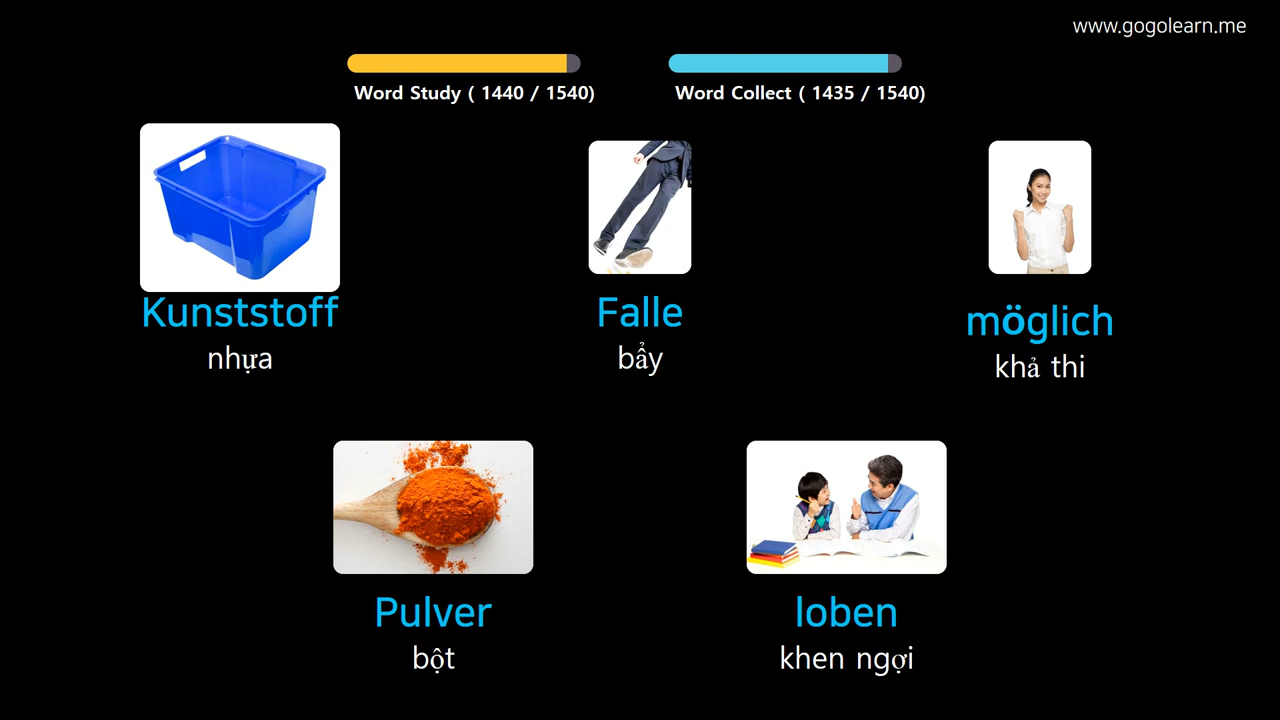 www.gogolearn.me
Word Study ( 1440 / 1540)
Word Collect ( 1435 / 1540)
Kunststoff
nhựa
Falle
bẩy
möglich
khả thi
Pulver
bột
loben
khen ngợi